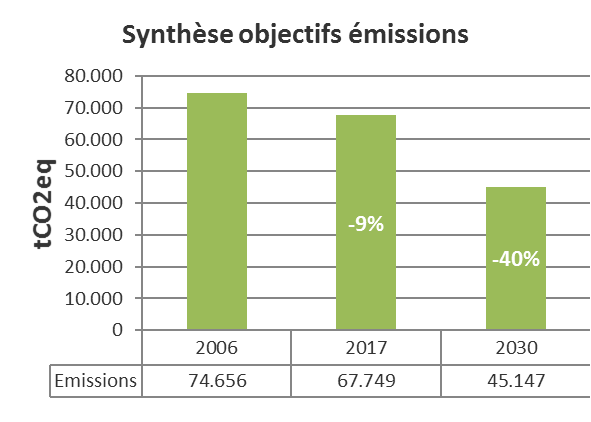 Synthèse objectifs émissions
tCO2eq
80.000
70.000
60.000
50.000
40.000
30.000
20.000
10.000
0
-9%
-40%
2006 2017 2030
Emissions 74.656 67.749 45.147